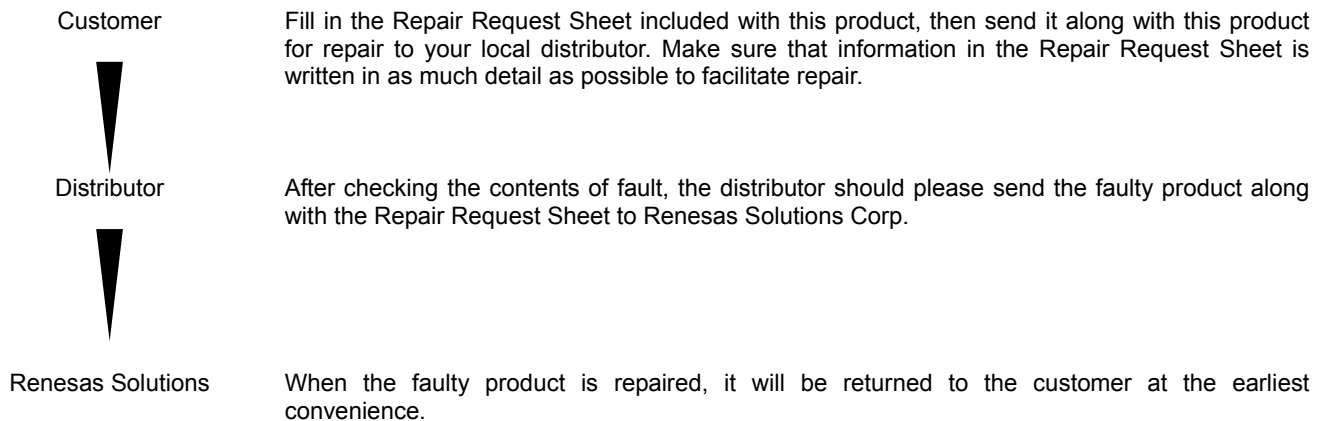 Customer
Fill in the Repair Request Sheet included with this product, then send it along with this product
for repair to your local distributor. Make sure that information in the Repair Request Sheet is
written in as much detail as possible to facilitate repair.
Distributor
After checking the contents of fault, the distributor should please send the faulty product along
with the Repair Request Sheet to Renesas Solutions Corp.
Renesas Solutions
When the faulty product is repaired, it will be returned to the customer at the earliest
convenience.